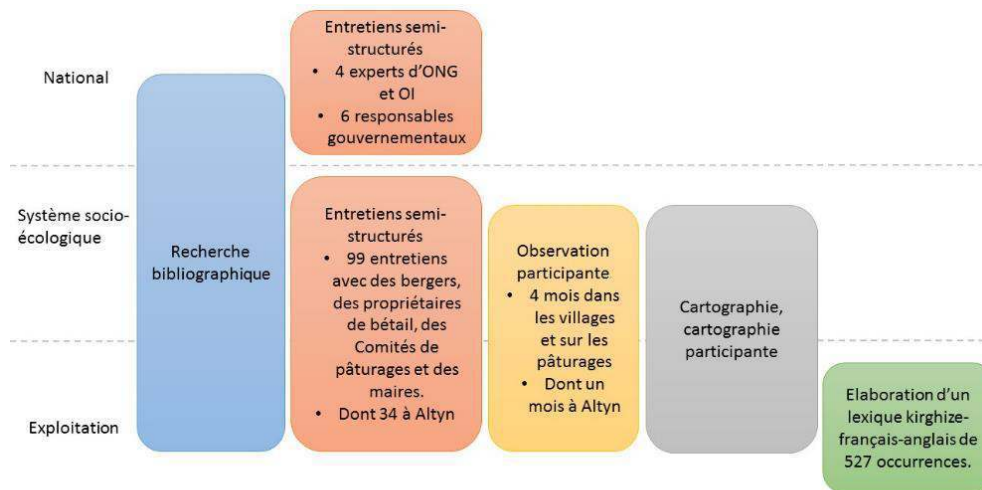 National
Système socio-
écologique
Exploitation
Recherche
bibliographique
Entretiens semi-
structurés
• 4 experts d'ONG
et OI
• 6 responsables
gouvernementaux
Entretiens semi-
structurés
• 99 entretiens
avec des bergers,
des propriétaires
de bétail, des
Comités de
pâturages et des
maires.
• Dont 34 à Altyn
Observation
participante
• 4 mois dans
les villages
et sur les
pâturages
• Dont un
mois à Altyn
Cartographie,
cartographie
participante
Elaboration d'un
lexique kirghize-
français-anglais de
527 occurrences.